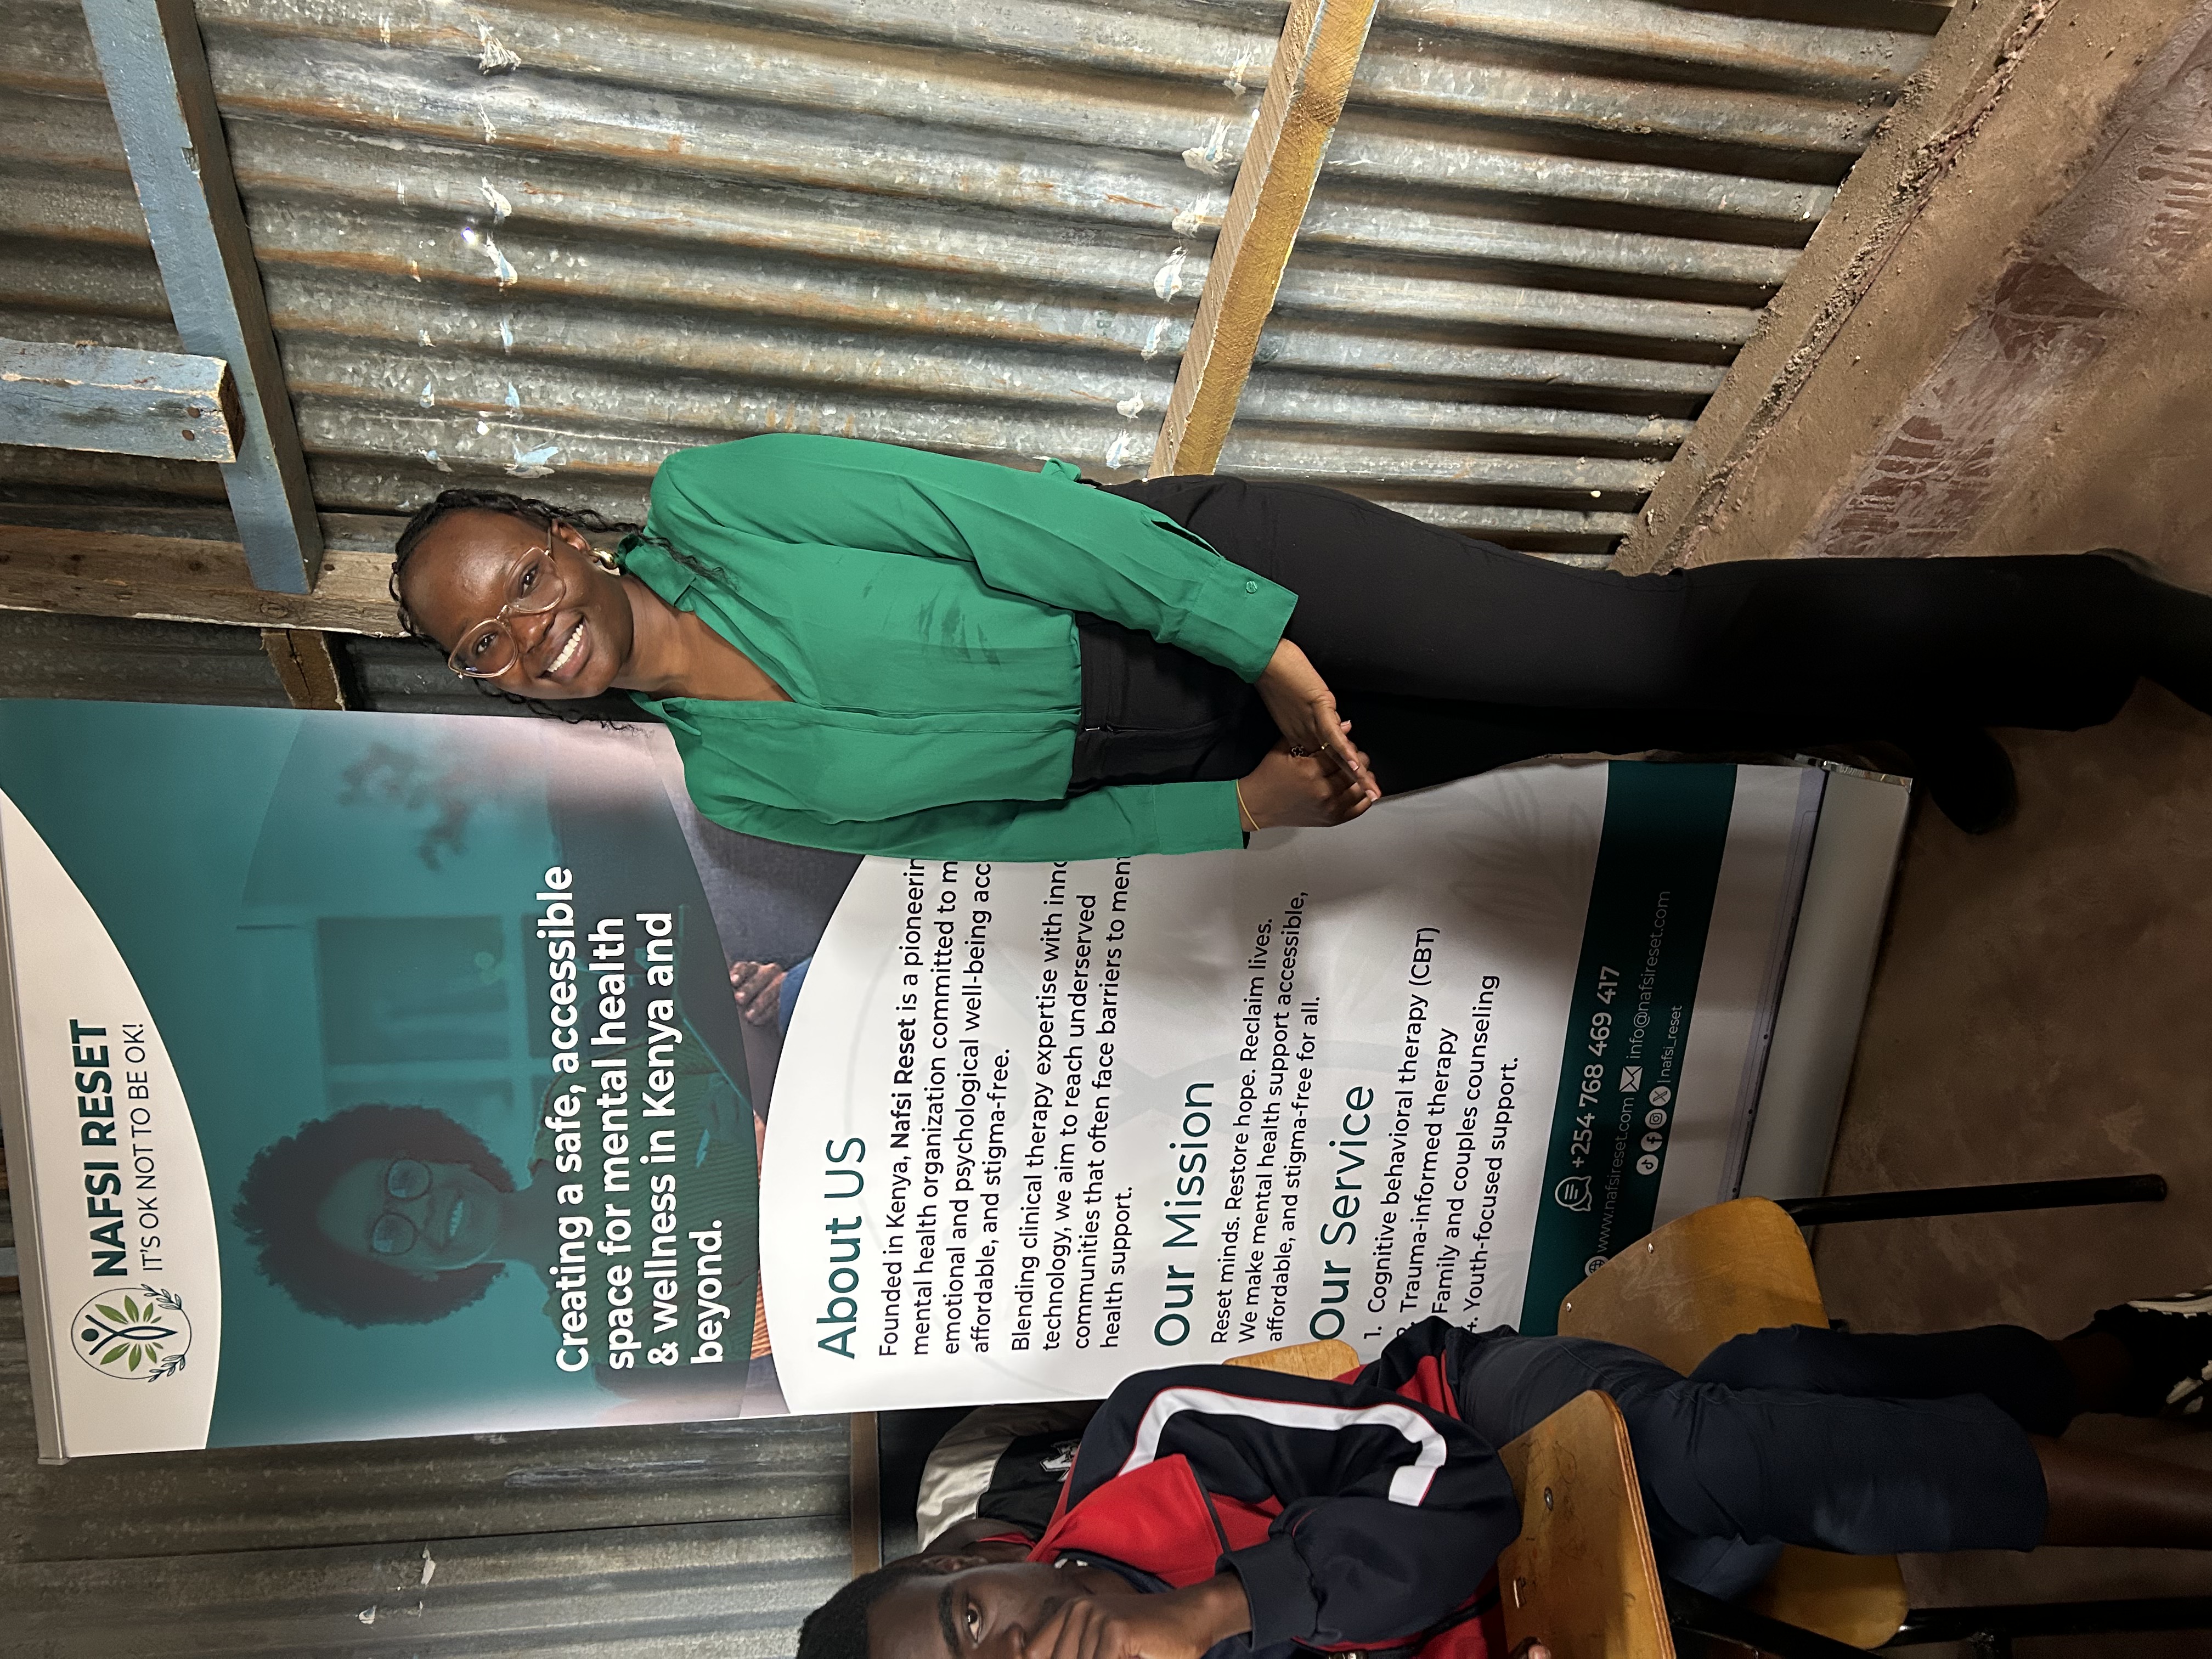 NAFSI RESET
IT'S OK NOT TO BE OK!
Creating a safe, accessible
space for mental health
& wellness in Kenya and
beyond.
About US
Founded in Kenya, Nafsi Reset is a
mental health organization committed to
emotional and psychological well-being
affordable, and stigma-free.
Blending clinical therapy expertise with
technology, we aim to reach underserved
communities that often face barriers to
health support.
Our Mission
Reset minds. Restore hope. Reclaim lives.
We make mental health support accessible,
affordable, and stigma-free for all.
Our Service
1. Cognitive behavioral therapy (CBT)
Trauma-informed therapy
Family and couples counseling
4. Youth-focused support.
+254 768 469 417
www.nafsireset.com info@nafsireset.com
| nafsi_reset